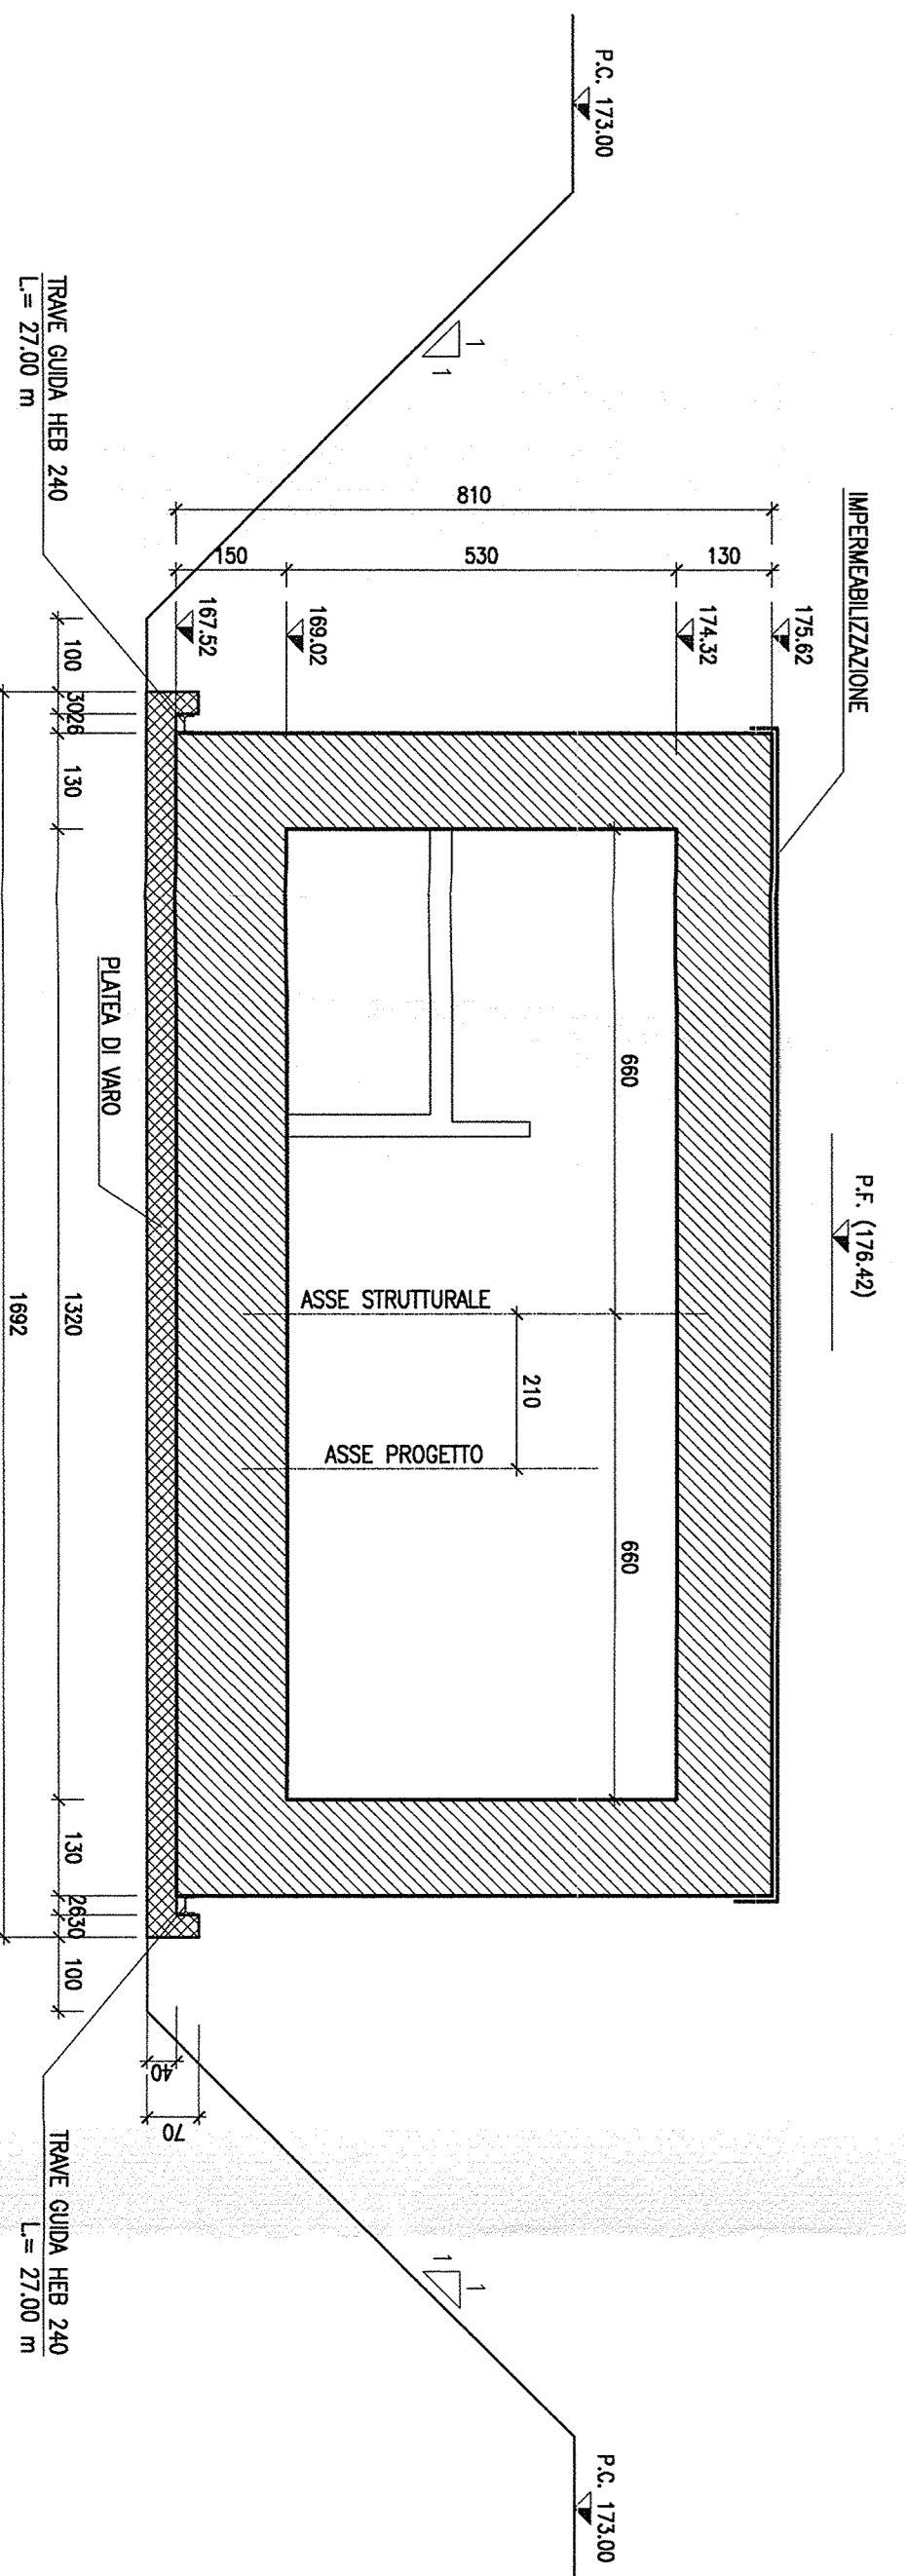 P.F. (176.42)
IMPERMEABILIZZAZIONE
175.62
174.32
169.02
167.52
P.C. 173.00
P.C. 173.00
1
1
1
1
810
130
530
150
660
660
210
ASSE STRUTTURALE
ASSE PROGETTO
40
70
PLATEA DI VARO
100
30
26
130
1320
130
26
30
100
1692
TRAVE GUIDA HEB 240
L.= 27.00 m
TRAVE GUIDA HEB 240
L.= 27.00 m